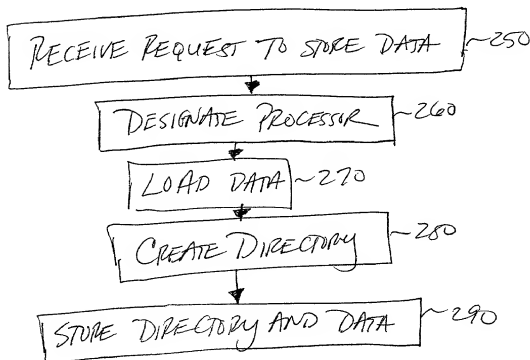 RECEIVE REQUEST TO STORE DATA ~250
DESIGNATE PROCESSOR ~260
LOAD DATA ~270
CREATE DIRECTORY ~280
STORE DIRECTORY AND DATA ~290